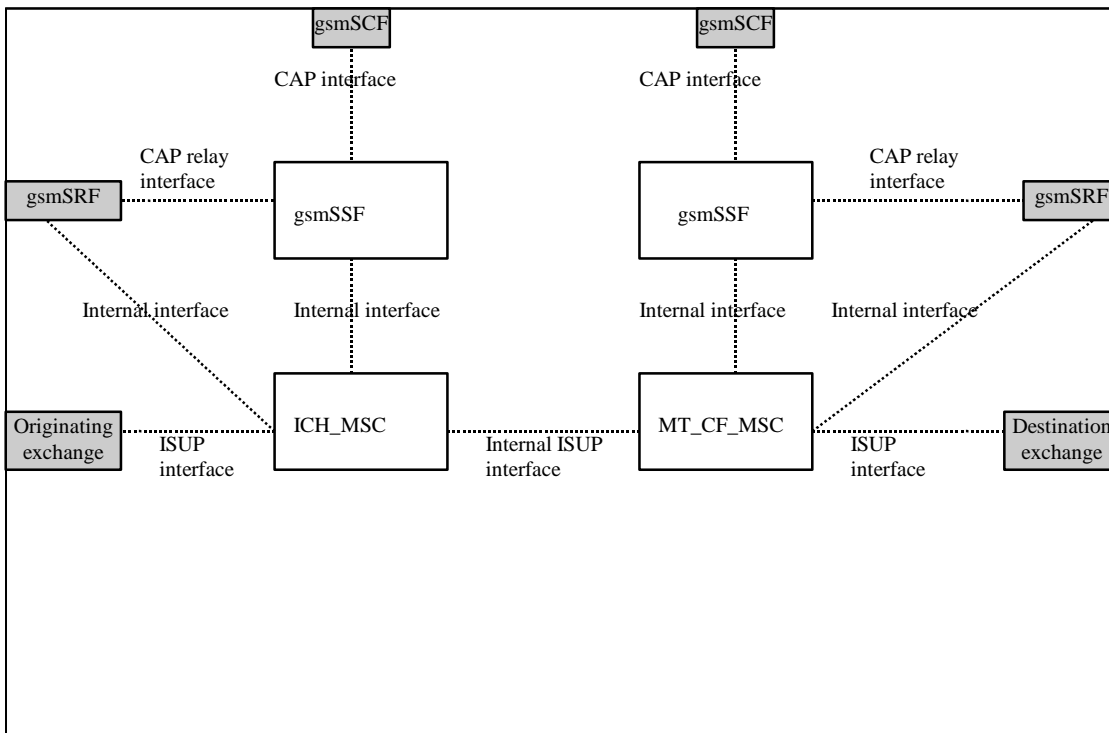 gsmSCF
gsmSCF
CAP interface
CAP interface
CAP relay
interface
CAP relay
interface
gsmSRF
gsmSSF
gsmSSF
gsmSRF
Internal interface
Internal interface
Internal interface
Internal interface
Originating
exchange
ISUP
interface
ICH_MSC
Internal ISUP
interface
MT_CF_MSC
ISUP
interface
Destination
exchange